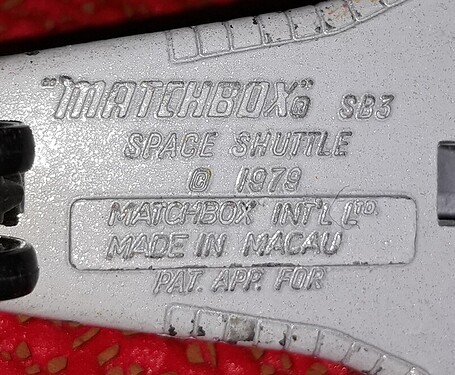 "MATCHBOX"® SB3
SPACE SHUTTLE
© 1979
MATCHBOX INT'L LTD.
MADE IN MACAU
PAT. APP. FOR